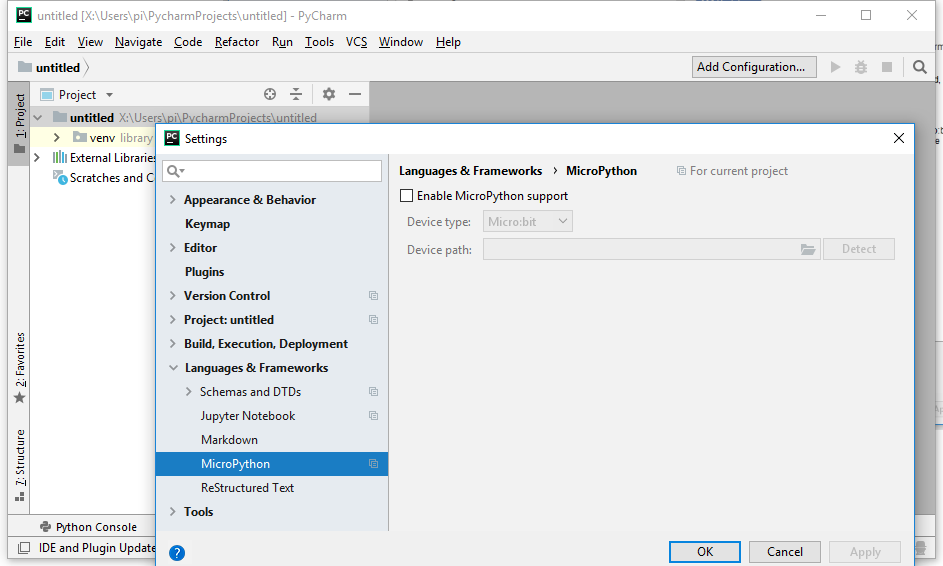 PC untitled [X:\Users\pi\PycharmProjects\untitled] - PyCharm
File Edit View Navigate Code Refactor Run Tools VCS Window Help
untitled Add Configuration...
1: Project
Project
untitled X:\Users\pi\PycharmProjects\untitled
venv library
External Libraries
Scratches and C
2: Favorites
7: Structure
PC Settings
Appearance & Behavior
Keymap
Editor
Plugins
Version Control
Project: untitled
Build, Execution, Deployment
Languages & Frameworks
Schemas and DTDs
Jupyter Notebook
Markdown
MicroPython
ReStructured Text
Tools
Languages & Frameworks › MicroPython For current project
Enable MicroPython support
Device type: Micro:bit
Device path: Detect
? OK Cancel Apply
Python Console
IDE and Plugin Update